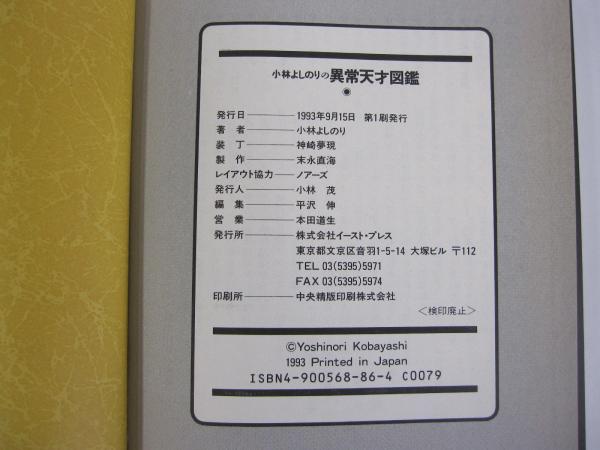 小林よしのりの異常天才図鑑
発行日 1993年9月15日 第1刷発行
著者 小林よしのり
装丁 神崎夢現
製作 末永直海
レイアウト協力 ノアーズ
発行人 小林 茂
編集 平沢 伸
営業 本田道生
発行所 株式会社イースト・プレス
東京都文京区音羽1-5-14 大塚ビル 〒112
TEL 03(5395)5971
FAX 03(5395)5974
印刷所 中央精版印刷株式会社
＜検印廃止＞
©Yoshinori Kobayashi
1993 Printed in Japan
ISBN4-900568-86-4 C0079